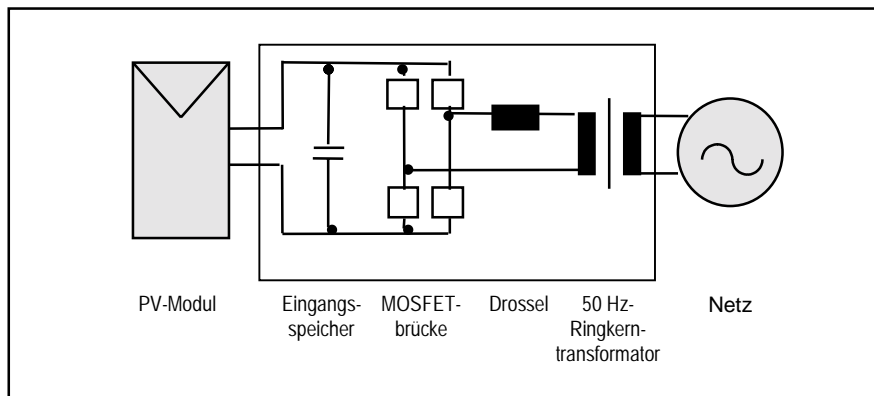 PV-Modul
Eingangs-
speicher
MOSFET-
brücke
Drossel
50 Hz-
Ringkern-
transformator
Netz